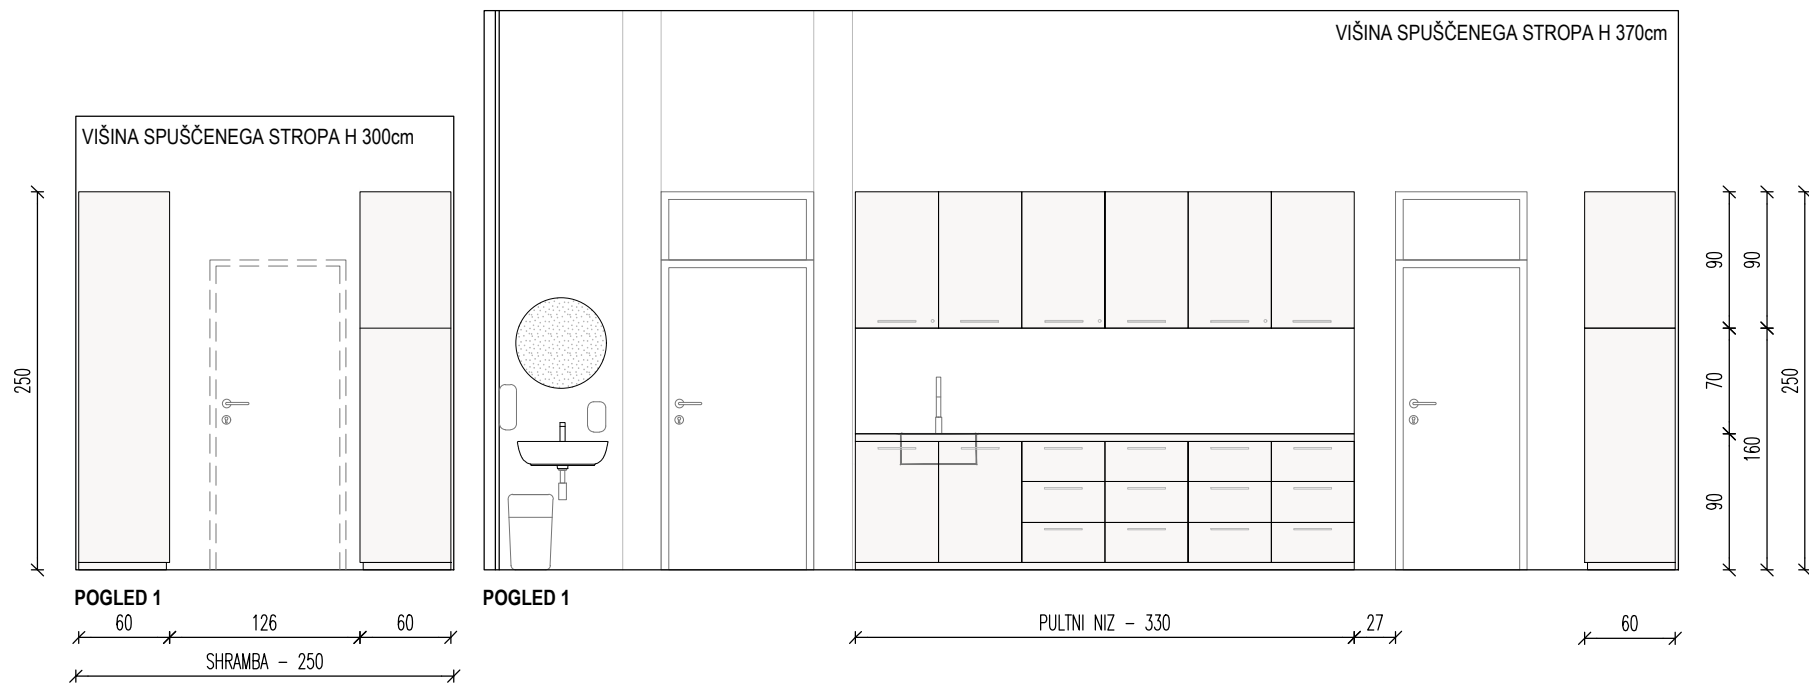 VIŠINA SPUŠČENEGA STROPA H 370cm
VIŠINA SPUŠČENEGA STROPA H 300cm
250
90
90
70
250
160
90
POGLED 1
POGLED 1
60
126
60
PULTNI NIZ – 330
27
60
SHRAMBA – 250